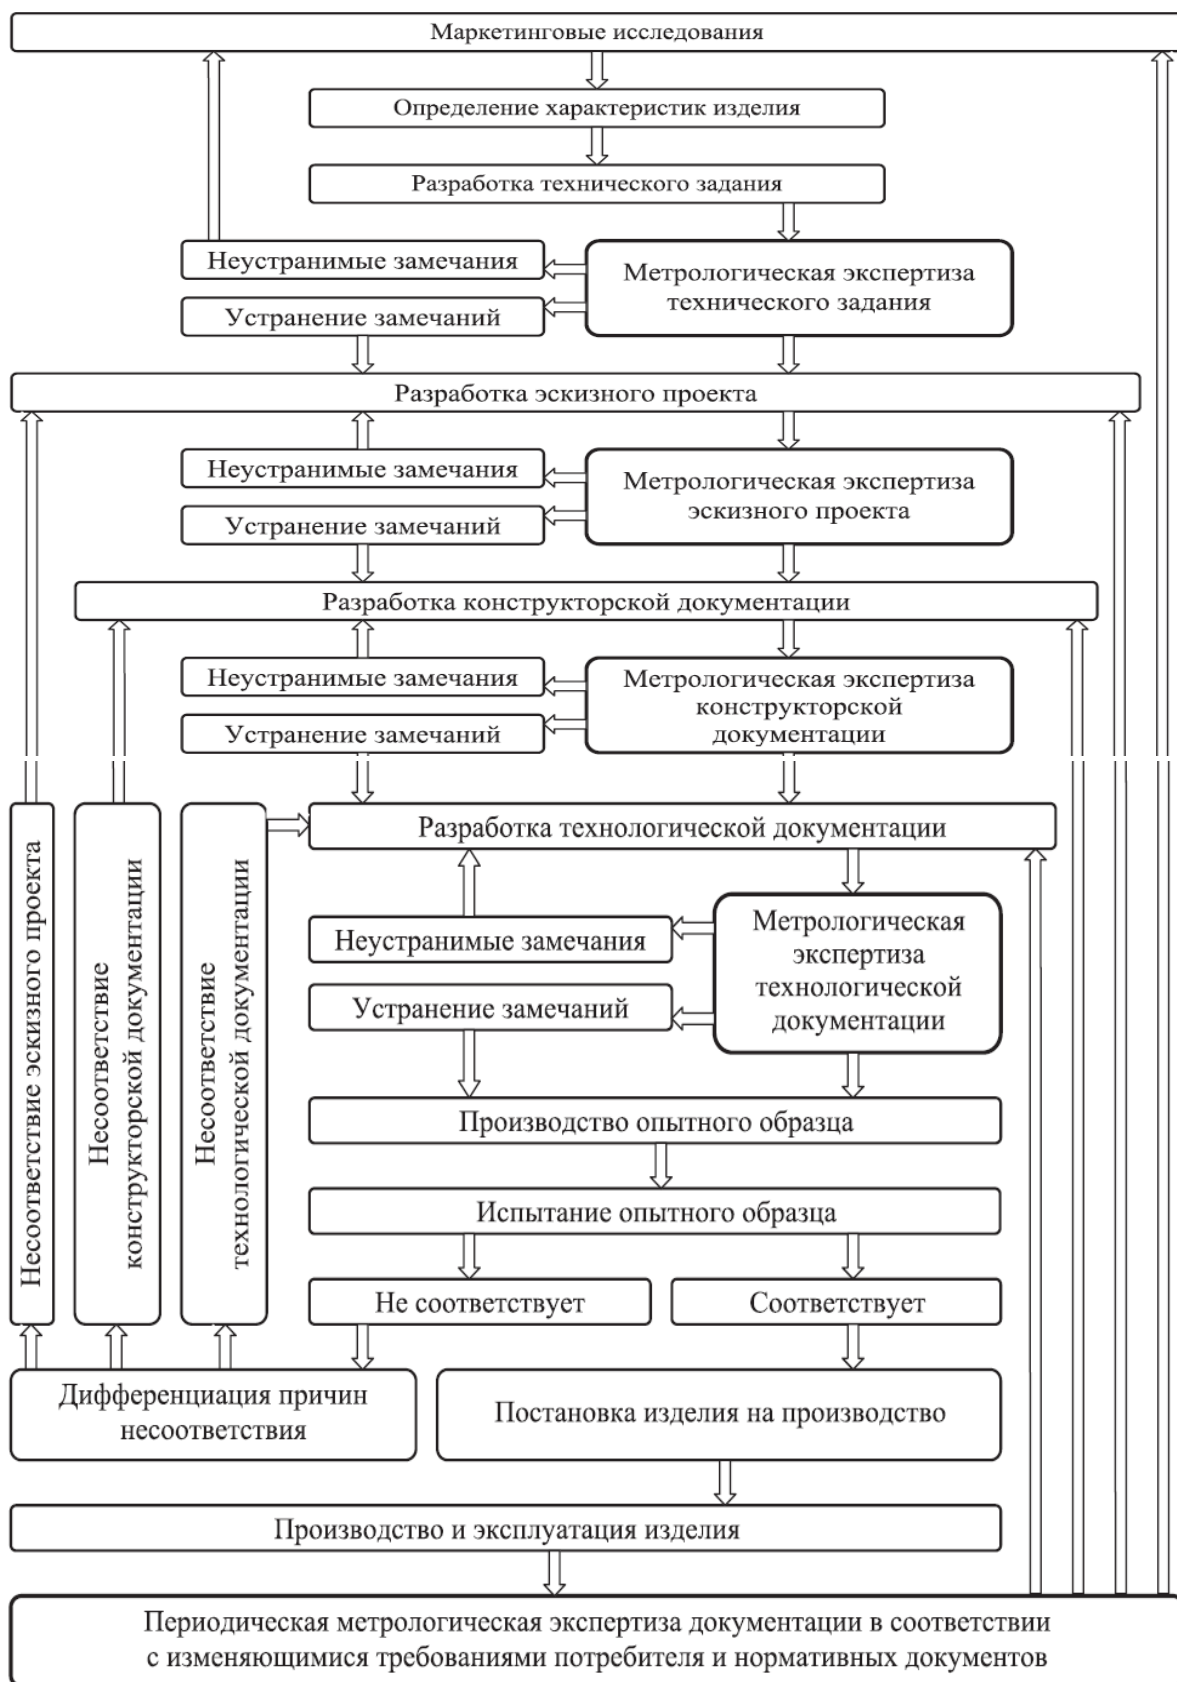 Маркетинговые исследования
Определение характеристик изделия
Разработка технического задания
Неустранимые замечания
Метрологическая экспертиза
технического задания
Устранение замечаний
Разработка эскизного проекта
Неустранимые замечания
Метрологическая экспертиза
эскизного проекта
Устранение замечаний
Разработка конструкторской документации
Неустранимые замечания
Метрологическая экспертиза
конструкторской
документации
Устранение замечаний
Несоответствие эскизного проекта
Несоответствие
конструкторской документации
Несоответствие
технологической документации
Разработка технологической документации
Неустранимые замечания
Метрологическая
экспертиза
технологической
документации
Устранение замечаний
Производство опытного образца
Испытание опытного образца
Не соответствует
Соответствует
Дифференциация причин
несоответствия
Постановка изделия на производство
Производство и эксплуатация изделия
Периодическая метрологическая экспертиза документации в соответствии
с изменяющимися требованиями потребителя и нормативных документов